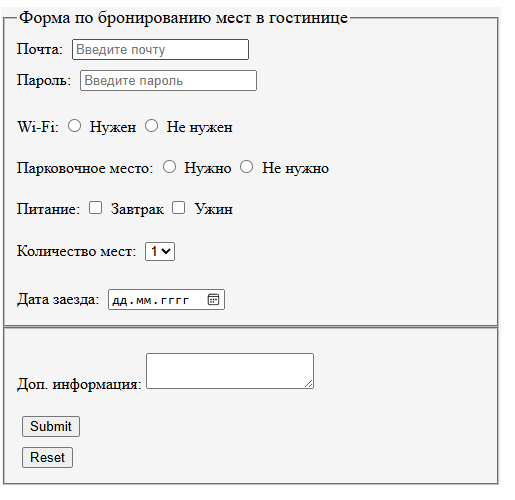 Форма по бронированию мест в гостинице
Почта: Введите почту
Пароль: Введите пароль
Wi-Fi: Нужен Не нужен
Парковочное место: Нужно Не нужно
Питание: Завтрак Ужин
Количество мест: 1
Дата заезда: дд.мм.гггг
Доп. информация:
Submit
Reset